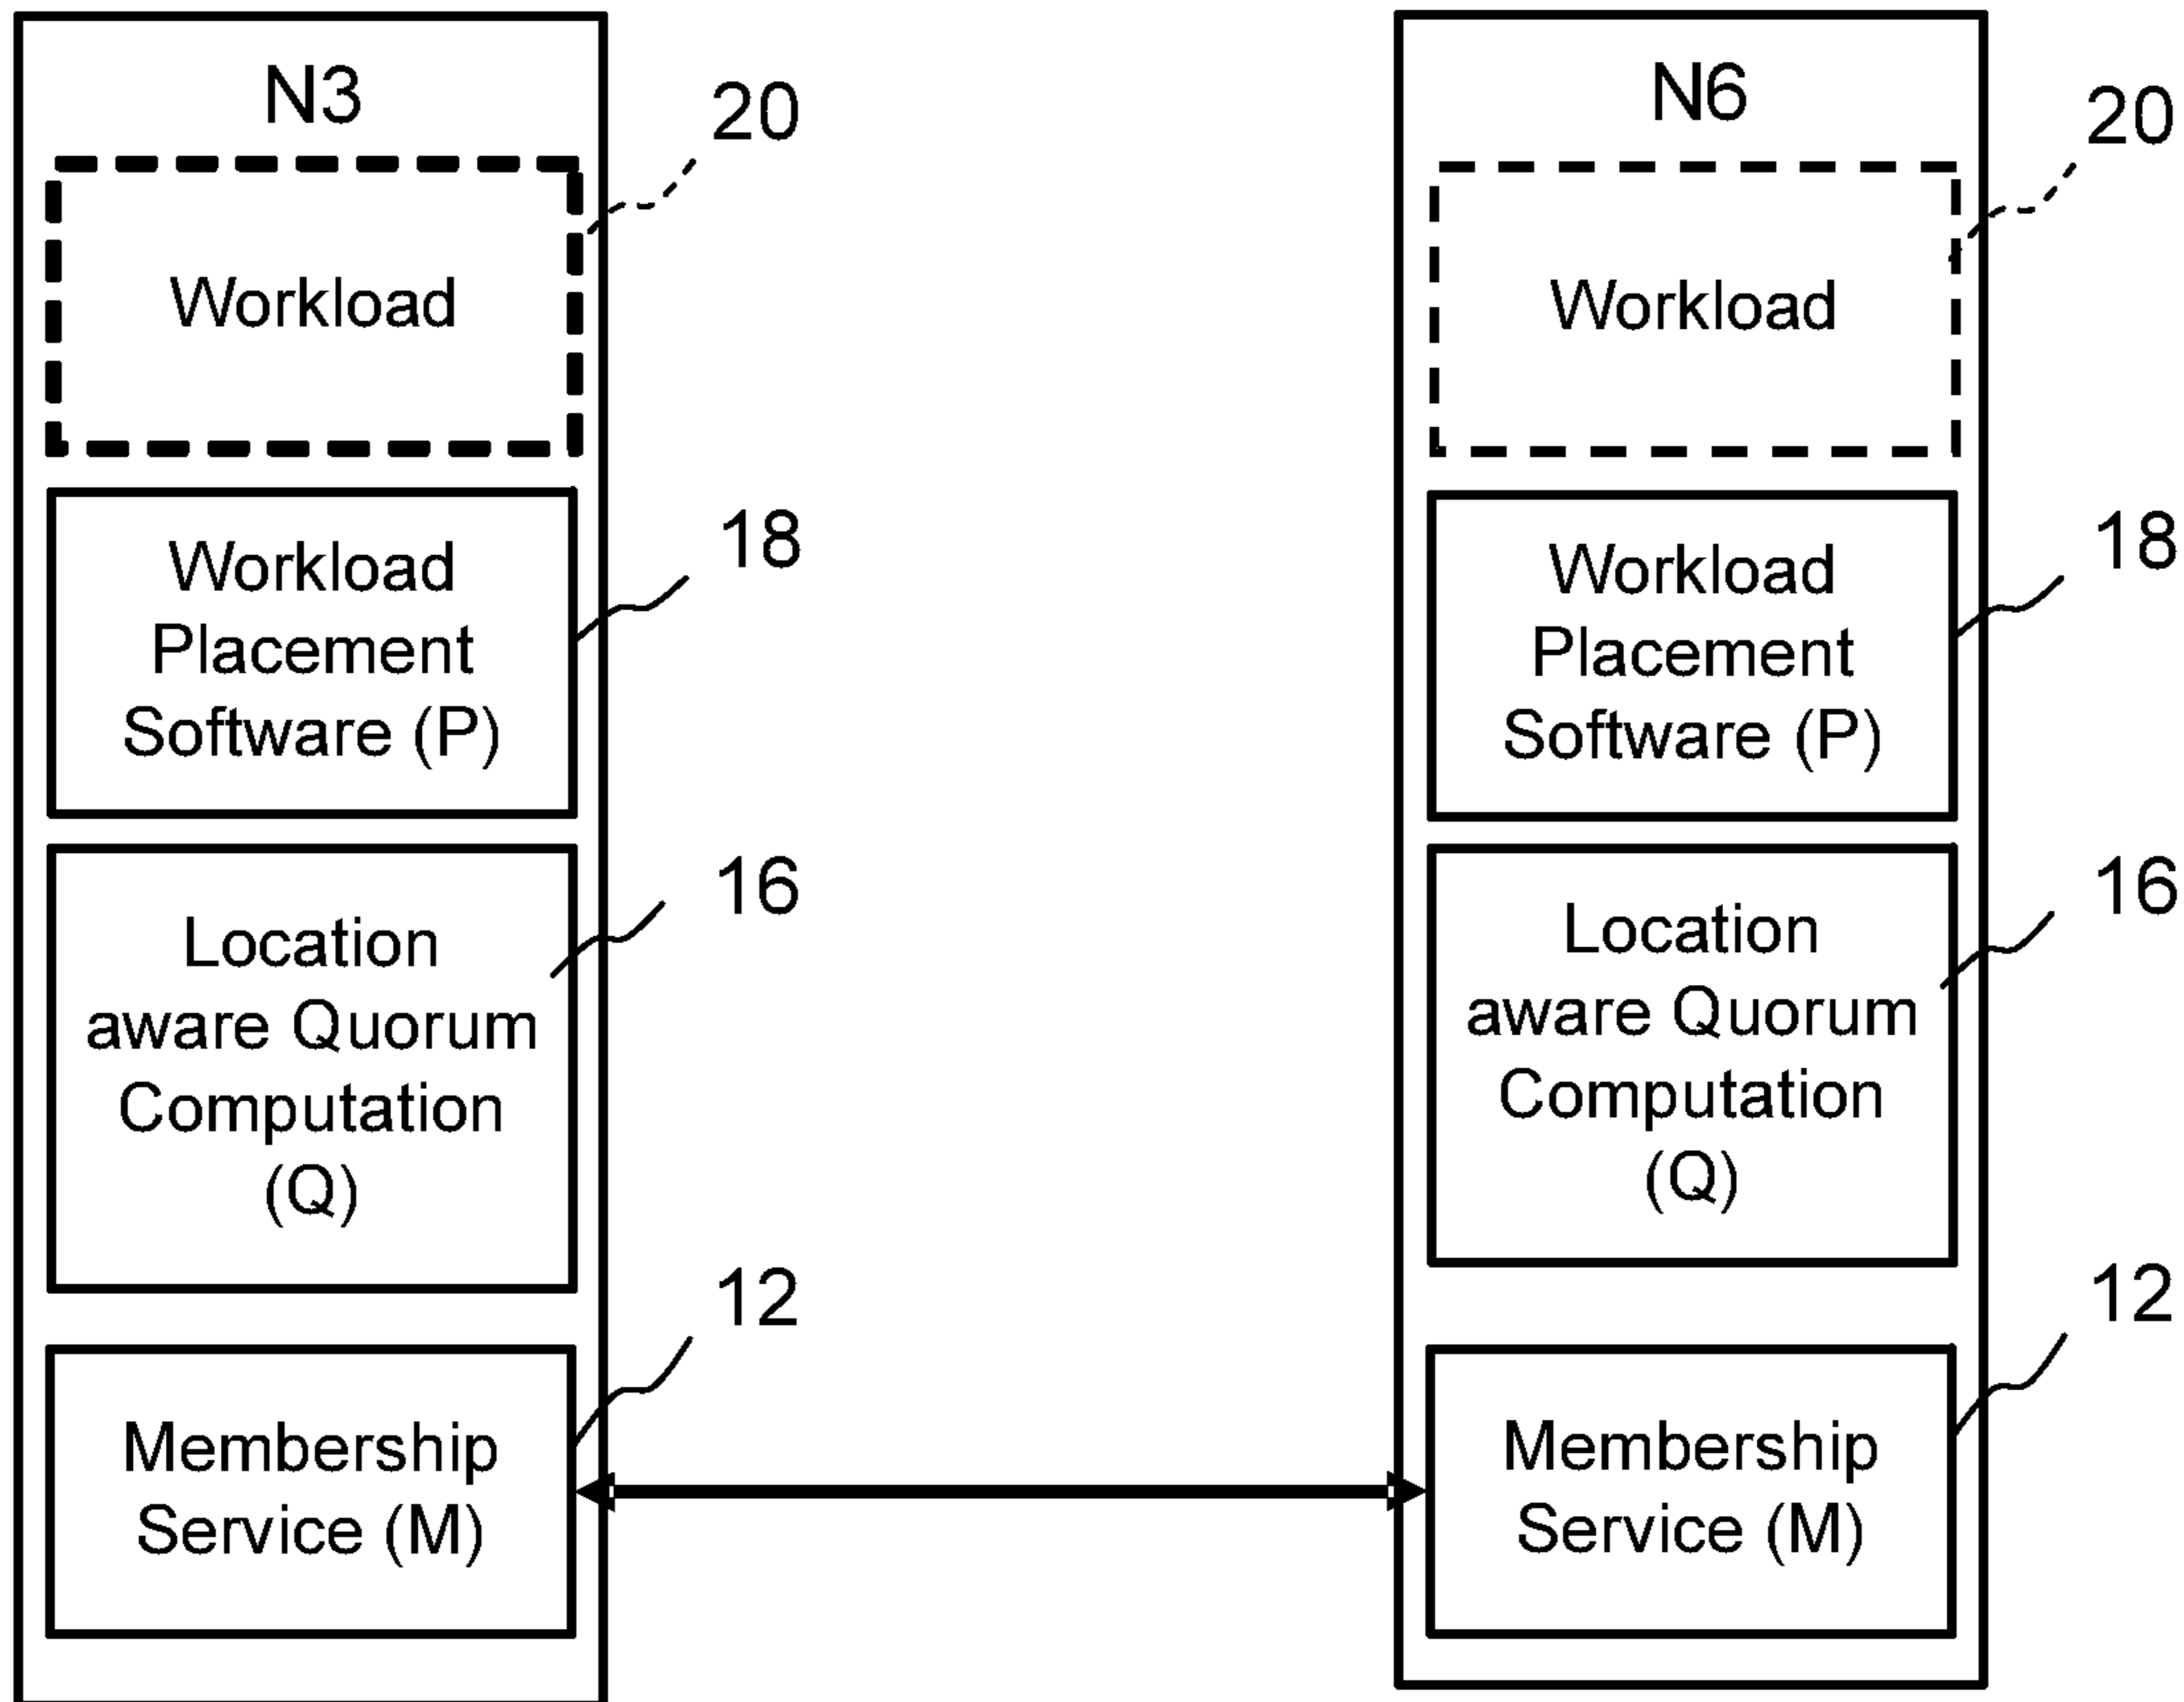 N3
20
Workload
18
Workload
Placement
Software (P)
16
Location
aware Quorum
Computation
(Q)
12
Membership
Service (M)
N6
20
Workload
18
Workload
Placement
Software (P)
16
Location
aware Quorum
Computation
(Q)
12
Membership
Service (M)